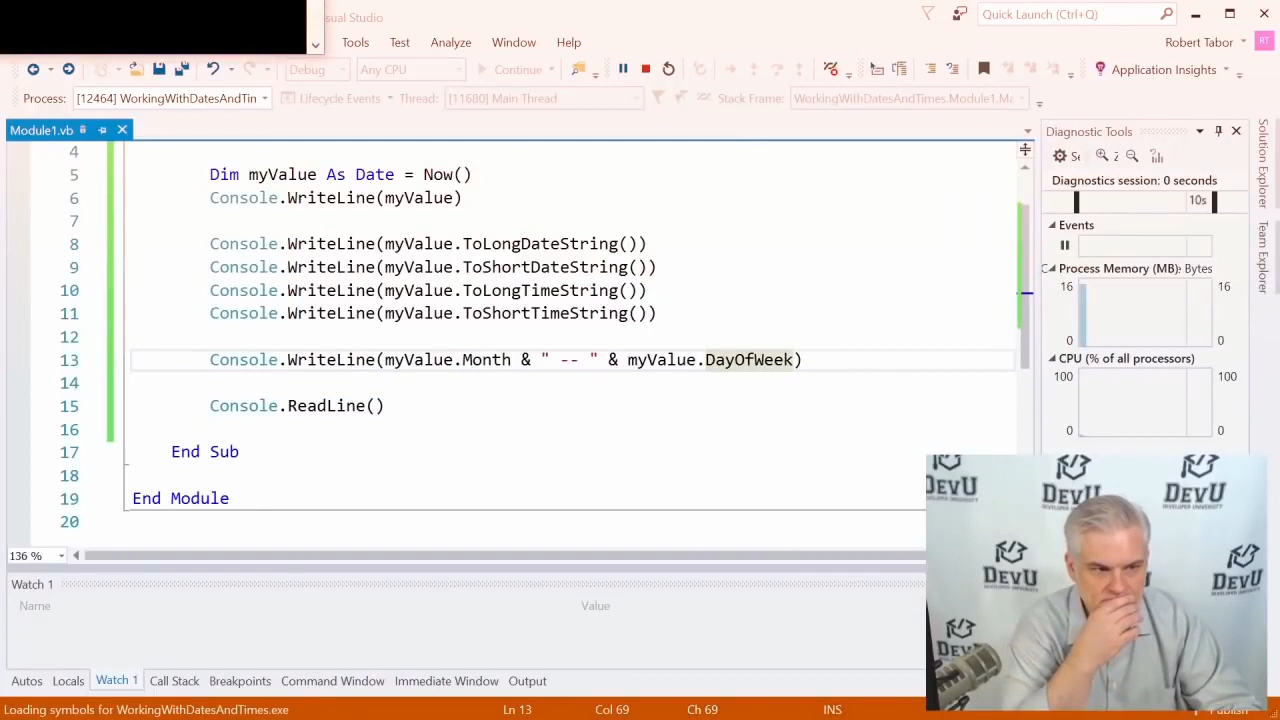 sual Studio
Quick Launch (Ctrl+Q)
Tools Test Analyze Window Help
Robert Tabor
RT
Debug Any CPU Continue Application Insights
Process: [12464] WorkingWithDatesAndTin Lifecycle Events Thread: [11680] Main Thread Stack Frame: WorkingWithDatesAndTimes.Module1.Ma
Module1.vb
4
5 Dim myValue As Date = Now()
6 Console.WriteLine(myValue)
7
8 Console.WriteLine(myValue.ToLongDateString())
9 Console.WriteLine(myValue.ToShortDateString())
10 Console.WriteLine(myValue.ToLongTimeString())
11 Console.WriteLine(myValue.ToShortTimeString())
12
13 Console.WriteLine(myValue.Month & " -- " & myValue.DayOfWeek)
14
15 Console.ReadLine()
16
17 End Sub
18
19 End Module
20
136 %
Diagnostic Tools
Se
Diagnostics session: 0 seconds
10s
Events
Process Memory (MB) Bytes
16 16
0 0
CPU (% of all processors)
100 100
0 0
Solution Explorer
Team Explorer
Watch 1
Name Value
Autos Locals Watch 1 Call Stack Breakpoints Command Window Immediate Window Output
Loading symbols for WorkingWithDatesAndTimes.exe Ln 13 Col 69 Ch 69 INS
DEVU DEVU DEVU
DEVELOPER UNIVERSITY
DEVU DEVU